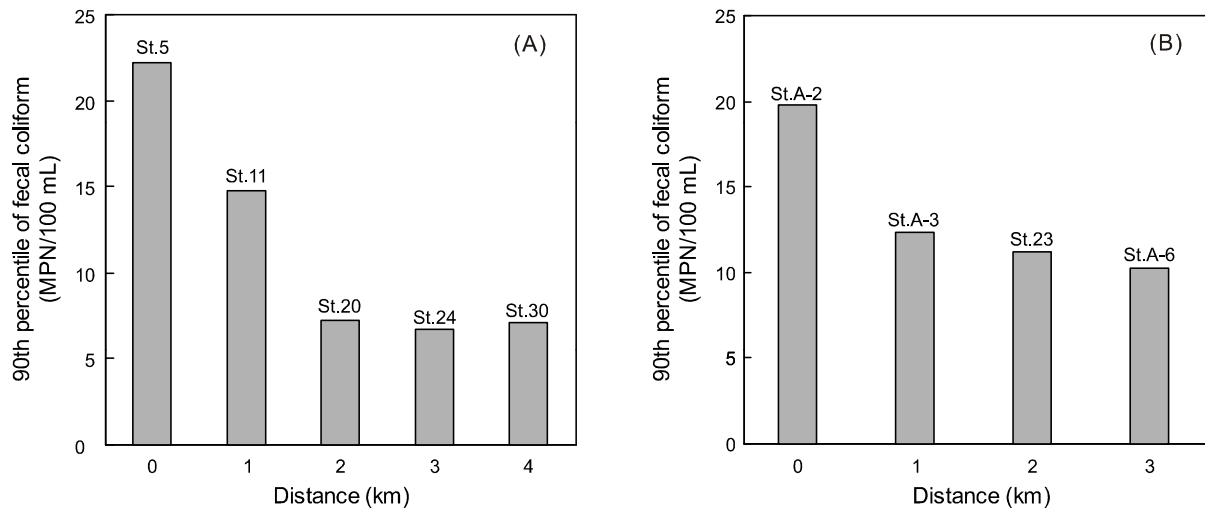 (A)
90th percentile of fecal coliform
(MPN/100 mL)
25
20
15
10
5
0
St.5
St.11
St.20
St.24
St.30
0 1 2 3 4
Distance (km)
(B)
90th percentile of fecal coliform
(MPN/100 mL)
25
20
15
10
5
0
St.A-2
St.A-3
St.23
St.A-6
0 1 2 3
Distance (km)